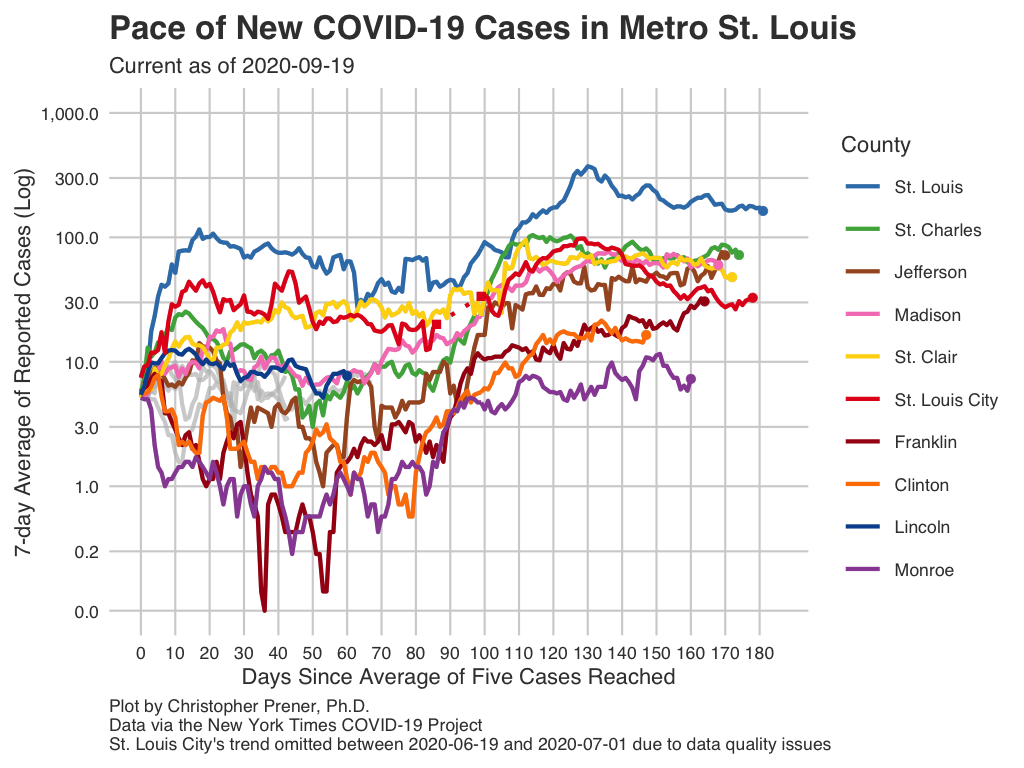 Pace of New COVID-19 Cases in Metro St. Louis
Current as of 2020-09-19
7-day Average of Reported Cases (Log)
1,000.0
300.0
100.0
30.0
10.0
3.0
1.0
0.2
0.0
0 10 20 30 40 50 60 70 80 90 100 110 120 130 140 150 160 170 180
Days Since Average of Five Cases Reached
County
St. Louis
St. Charles
Jefferson
Madison
St. Clair
St. Louis City
Franklin
Clinton
Lincoln
Monroe
Plot by Christopher Prener, Ph.D.
Data via the New York Times COVID-19 Project
St. Louis City's trend omitted between 2020-06-19 and 2020-07-01 due to data quality issues